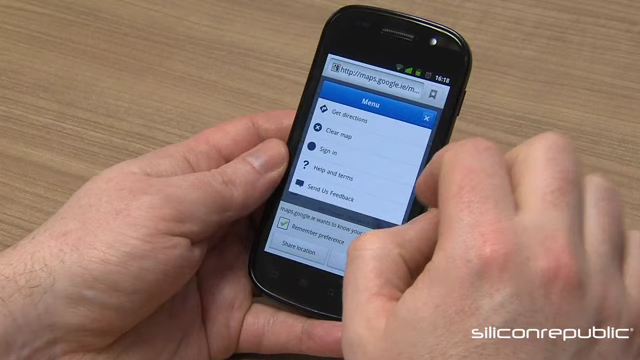 16:18
http://maps.google.ie/m...
Menu
Get directions
Clear map
Sign in
Help and terms
Send Us Feedback
maps.google.ie wants to know your
Remember preference
Share location
siliconrepublic